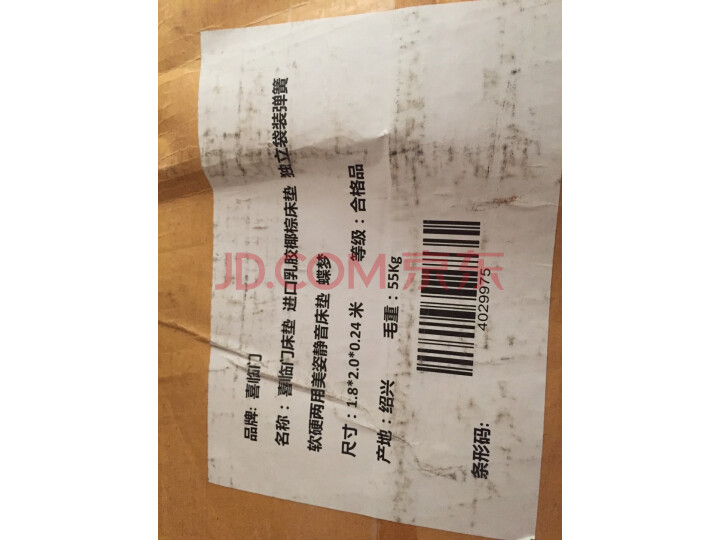 品牌: 喜临门
名称：喜临门床垫 进口乳胶椰棕床垫 独立袋装弹簧
软硬两用美姿静音床垫 蝶梦
尺寸：1.8*2.0*0.24 米 等级：合格品
产地：绍兴 毛重：55Kg
条形码:
4029975
JD.COM 京东